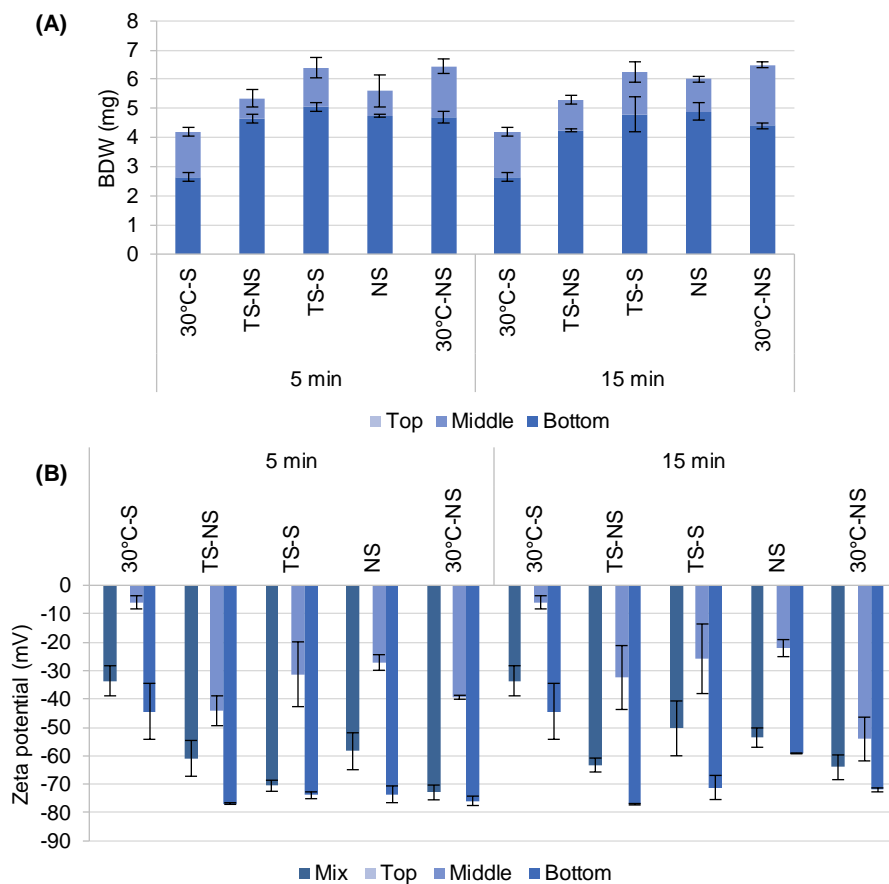 (A)
BDW (mg)
8
7
6
5
4
3
2
1
0
30°C-S
TS-NS
TS-S
NS
30°C-NS
30°C-S
TS-NS
TS-S
NS
30°C-NS
5 min
15 min
Top
Middle
Bottom
(B)
5 min
15 min
30°C-S
TS-NS
TS-S
NS
30°C-NS
30°C-S
TS-NS
TS-S
NS
30°C-NS
Zeta potential (mV)
0
-10
-20
-30
-40
-50
-60
-70
-80
-90
Mix
Top
Middle
Bottom